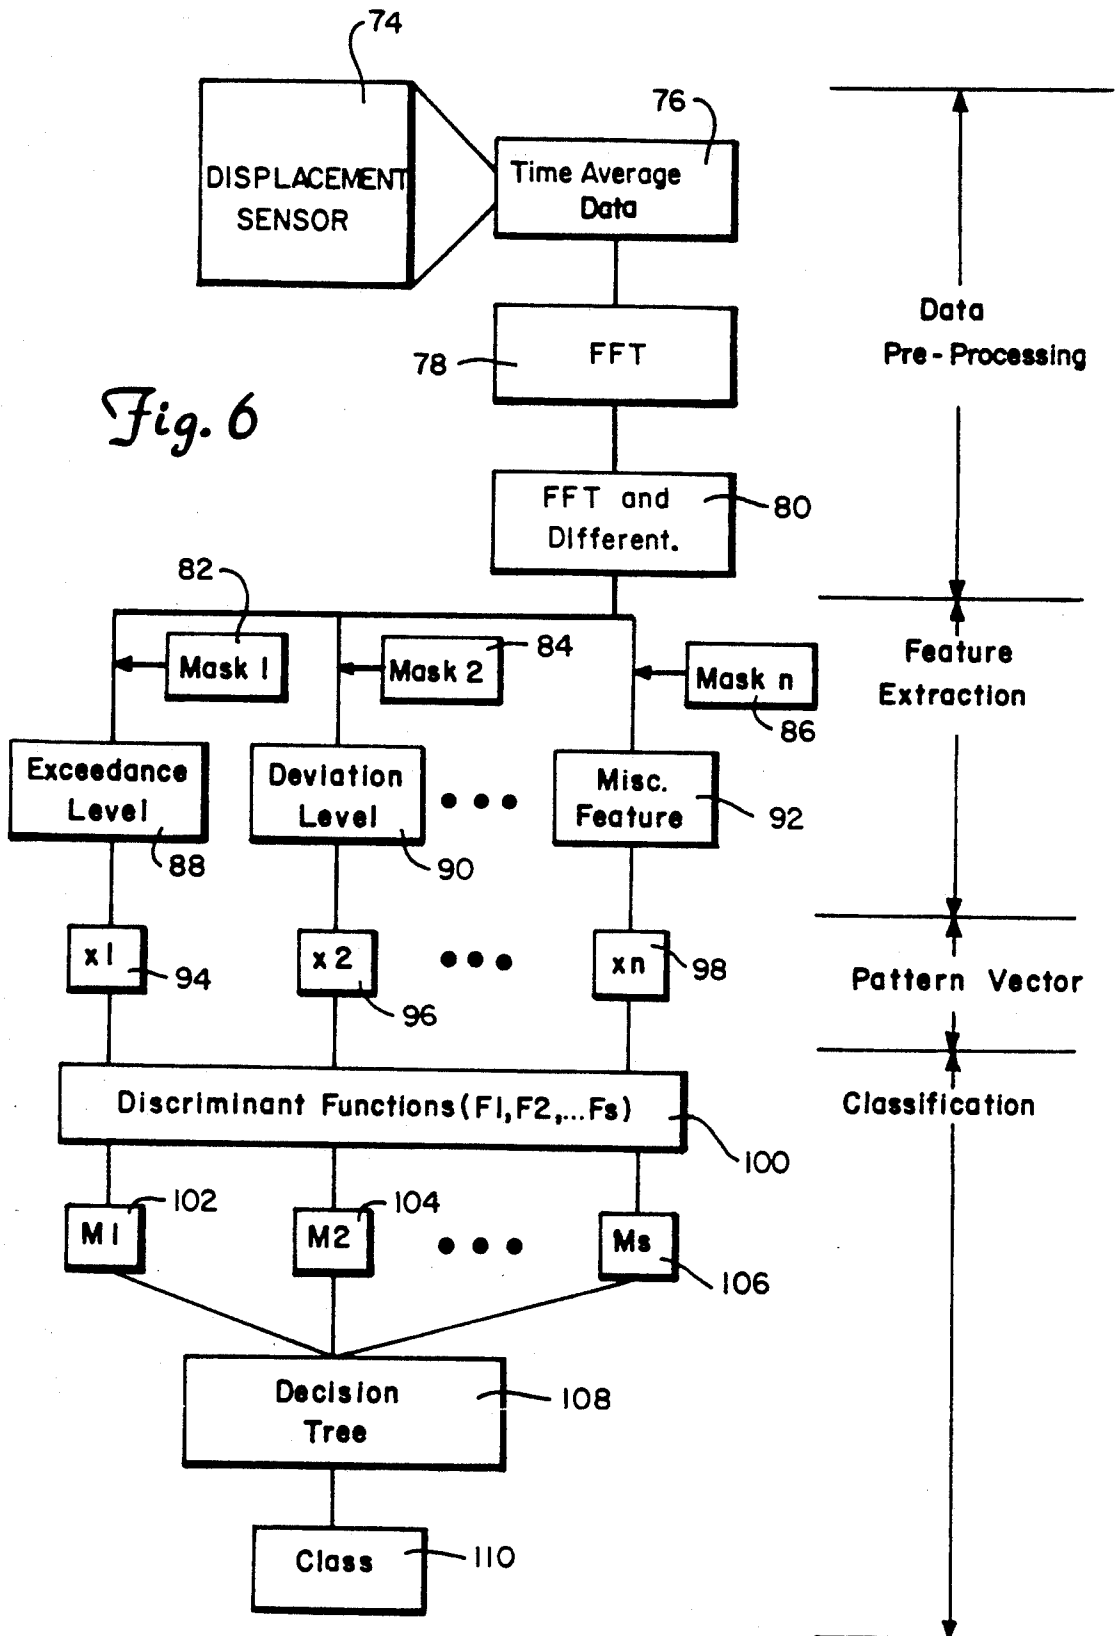 74
DISPLACEMENT
SENSOR
76
Time Average
Data
78
FFT
Data
Pre-Processing
Fig. 6
FFT and
Different.
80
82
Mask 1
84
Mask 2
Mask n
86
Feature
Extraction
Exceedance
Level
88
Deviation
Level
90
Misc.
Feature
92
x1
94
x2
96
xn
98
Pattern Vector
Discriminant Functions (F1, F2, ... Fs)
100
Classification
102
M1
104
M2
Ms
106
Decision
Tree
108
Class
110